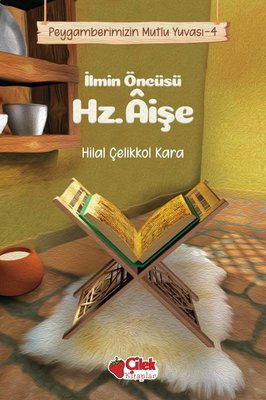 Peygamberimizin Mutlu Yuvası-4
İlmin Öncüsü
Hz. Âişe
Hilal Çelikkol Kara
Çilek
Kitaplar